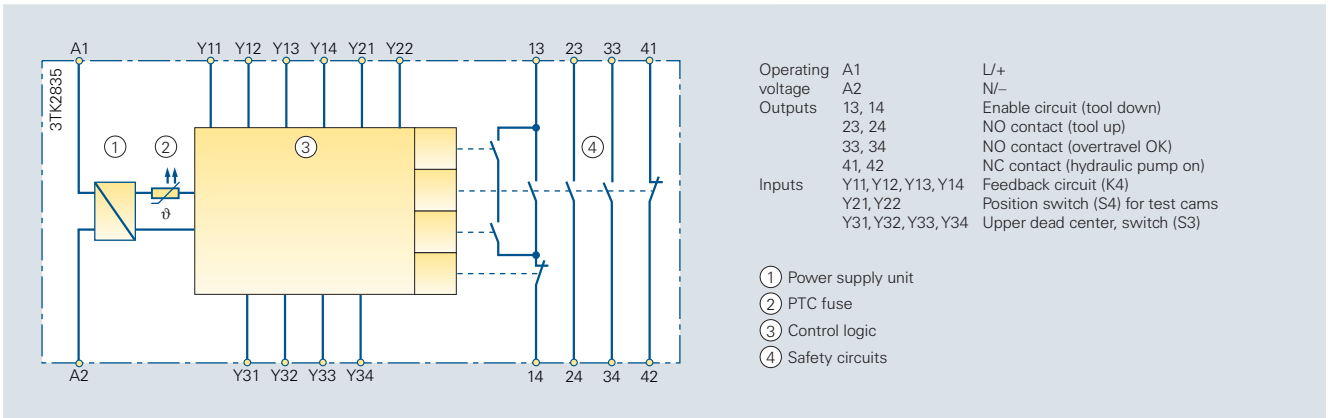 A1 Y11 Y12 Y13 Y14 Y21 Y22 13 23 33 41
3TK2835
1 2 3 4
ϑ
A2 Y31 Y32 Y33 Y34 14 24 34 42
Operating A1 L/+
voltage A2 N/–
Outputs 13, 14 Enable circuit (tool down)
23, 24 NO contact (tool up)
33, 34 NO contact (overtravel OK)
41, 42 NC contact (hydraulic pump on)
Inputs Y11, Y12, Y13, Y14 Feedback circuit (K4)
Y21, Y22 Position switch (S4) for test cams
Y31, Y32, Y33, Y34 Upper dead center, switch (S3)
1 Power supply unit
2 PTC fuse
3 Control logic
4 Safety circuits